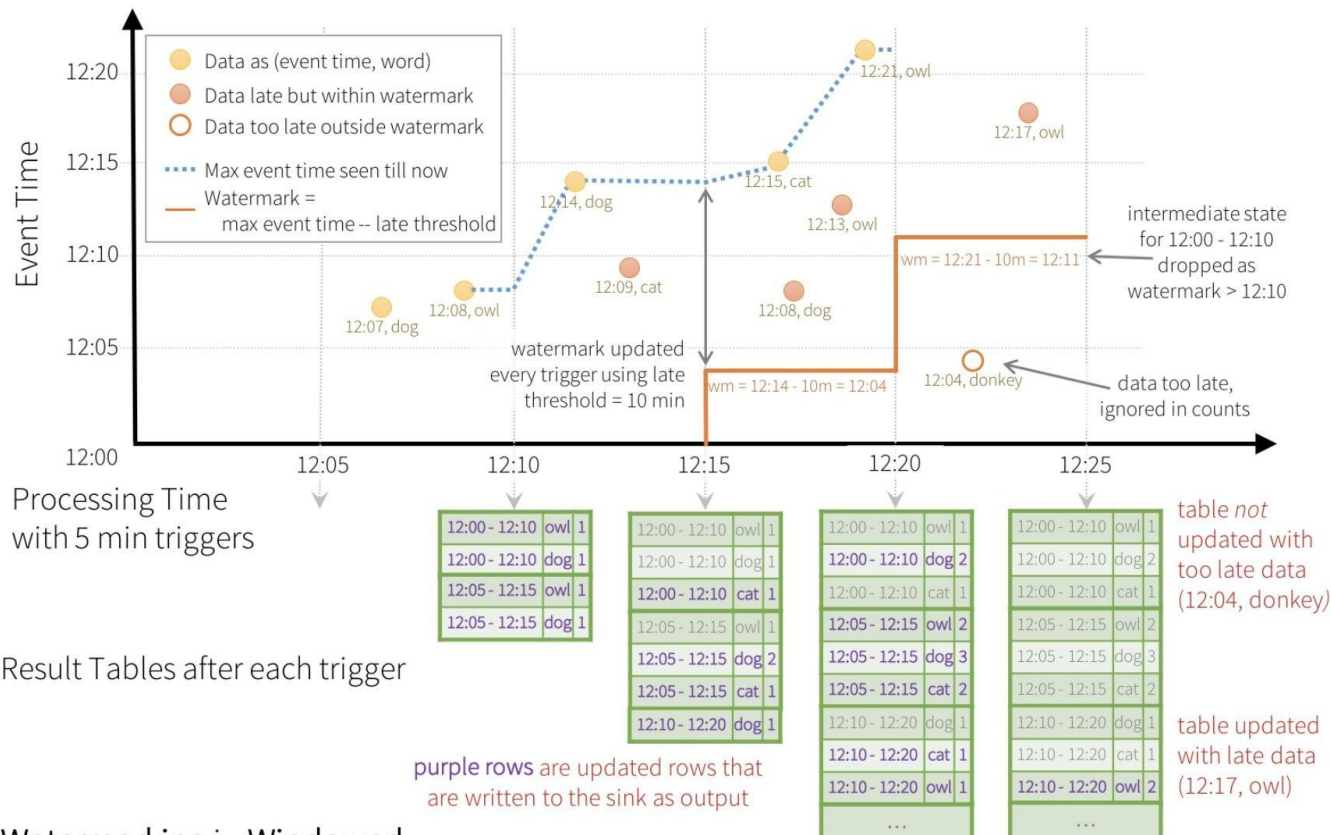 12:20
12:15
12:10
12:05
12:00
Event Time
Data as (event time, word)
Data late but within watermark
Data too late outside watermark
Max event time seen till now
Watermark =
max event time -- late threshold
12:07, dog
12:08, owl
12:14, dog
12:09, cat
12:15, cat
12:08, dog
12:13, owl
12:21, owl
12:17, owl
12:04, donkey
watermark updated
every trigger using late
threshold = 10 min
wm = 12:14 - 10m = 12:04
wm = 12:21 - 10m = 12:11
intermediate state
for 12:00 - 12:10
dropped as
watermark > 12:10
data too late,
ignored in counts
12:05
12:10
12:15
12:20
12:25
Processing Time
with 5 min triggers
Result Tables after each trigger
12:00 - 12:10 owl 1
12:00 - 12:10 dog 1
12:05 - 12:15 owl 1
12:05 - 12:15 dog 1
12:00 - 12:10 owl 1
12:00 - 12:10 dog 1
12:00 - 12:10 cat 1
12:05 - 12:15 owl 1
12:05 - 12:15 dog 2
12:05 - 12:15 cat 1
12:10 - 12:20 dog 1
12:00 - 12:10 owl 1
12:00 - 12:10 dog 2
12:00 - 12:10 cat 1
12:05 - 12:15 owl 2
12:05 - 12:15 dog 3
12:05 - 12:15 cat 2
12:10 - 12:20 dog 1
12:10 - 12:20 cat 1
12:10 - 12:20 owl 1
...
12:00 - 12:10 owl 1
12:00 - 12:10 dog 2
12:00 - 12:10 cat 1
12:05 - 12:15 owl 2
12:05 - 12:15 dog 3
12:05 - 12:15 cat 2
12:10 - 12:20 dog 1
12:10 - 12:20 cat 1
12:10 - 12:20 owl 2
...
table not
updated with
too late data
(12:04, donkey)
table updated
with late data
(12:17, owl)
purple rows are updated rows that
are written to the sink as output